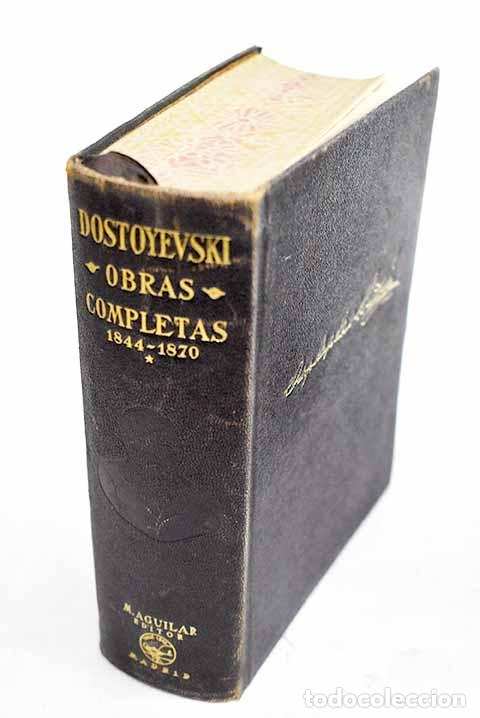 DOSTOYEVSKI
OBRAS
COMPLETAS
1844-1870
*
M. AGUILAR
EDITOR
MADRID
todocoleccion